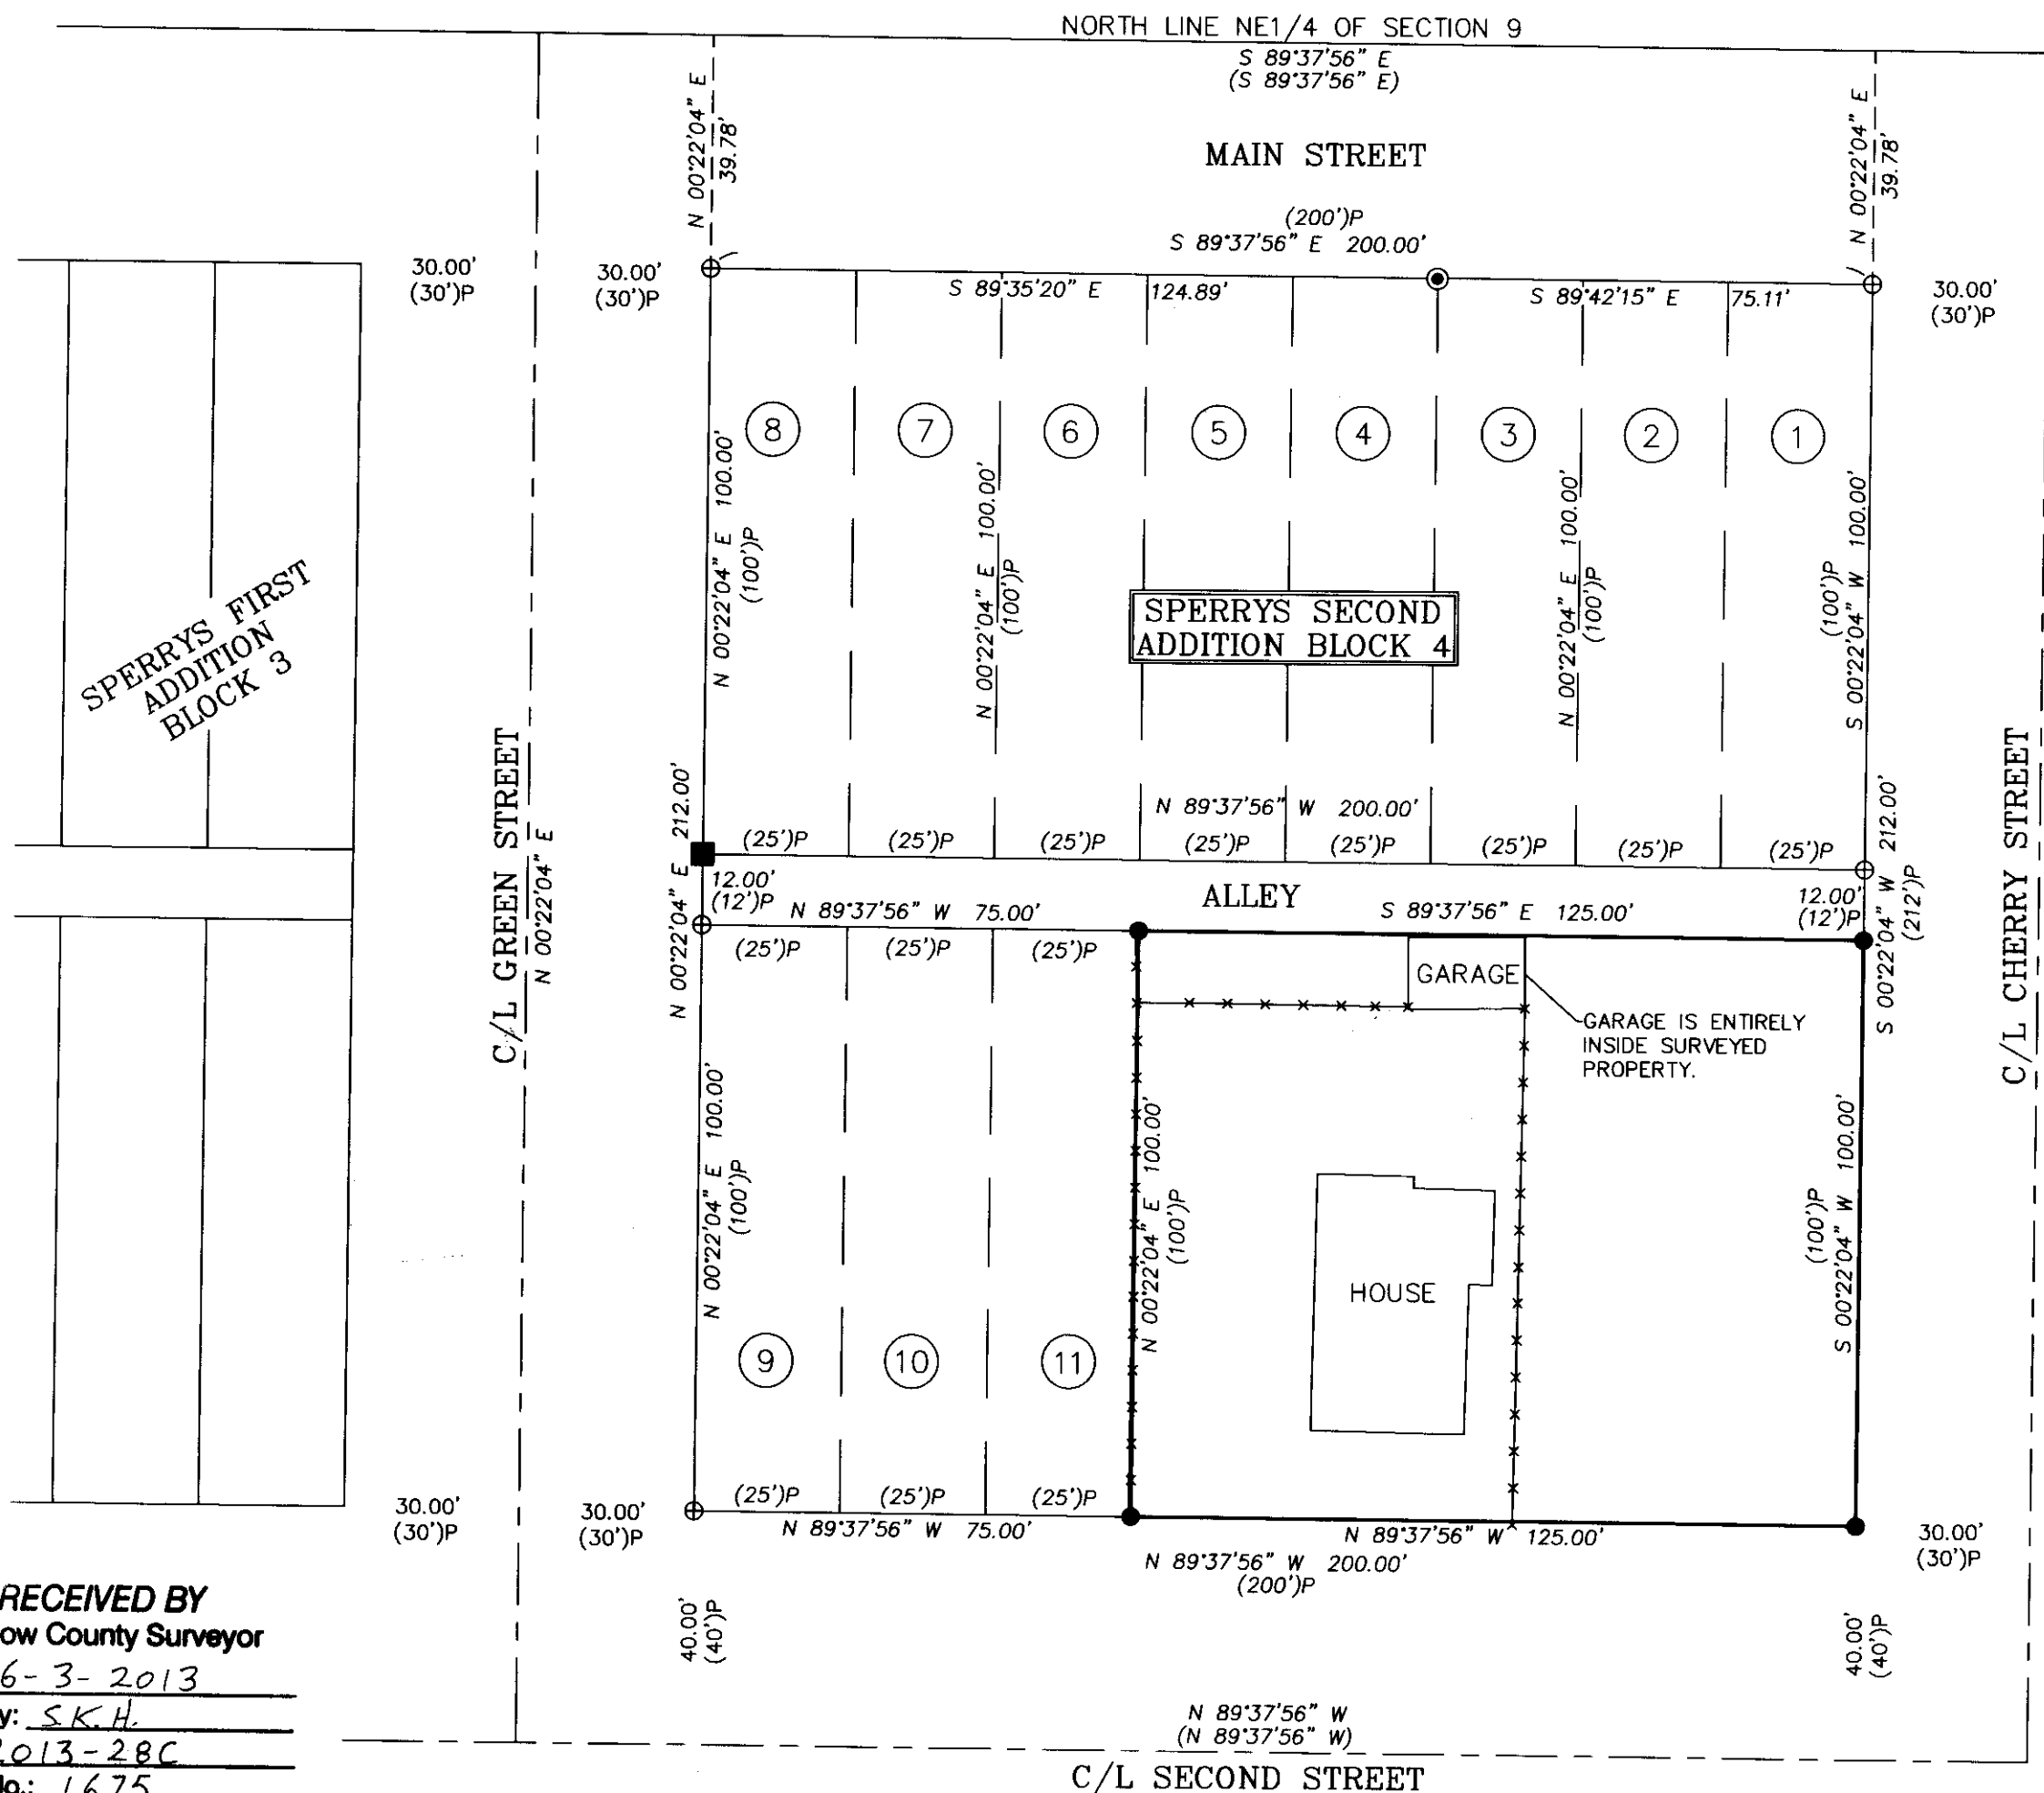 NORTH LINE NE1/4 OF SECTION 9
S 89°37'56" E
(S 89°37'56" E)
N 00°22'04" E
39.78'
MAIN STREET
N 00°22'04" E
39.78'
(200')P
S 89°37'56" E 200.00'
30.00'
(30')P
30.00'
(30')P
S 89°35'20" E 124.89'
S 89°42'15" E 75.11'
30.00'
(30')P
8
7
6
5
4
3
2
1
N 00°22'04" E 100.00'
(100')P
N 00°22'04" E 100.00'
(100')P
N 00°22'04" E 100.00'
(100')P
S 00°22'04" W 100.00'
(100')P
SPERRYS SECOND
ADDITION BLOCK 4
SPERRYS FIRST
ADDITION
BLOCK 3
C/L GREEN STREET
N 00°22'04" E
N 00°22'04" E 212.00'
N 89°37'56" W 200.00'
(25')P
(25')P
(25')P
(25')P
(25')P
(25')P
(25')P
(25')P
S 00°22'04" W 212.00'
(212')P
C/L CHERRY STREET
12.00'
(12')P
ALLEY
12.00'
(12')P
N 89°37'56" W 75.00'
S 89°37'56" E 125.00'
(25')P
(25')P
(25')P
GARAGE
GARAGE IS ENTIRELY
INSIDE SURVEYED
PROPERTY.
N 00°22'04" E 100.00'
(100')P
N 00°22'04" E 100.00'
(100')P
S 00°22'04" W 100.00'
(100')P
HOUSE
9
10
11
30.00'
(30')P
30.00'
(30')P
(25')P
(25')P
(25')P
N 89°37'56" W 75.00'
N 89°37'56" W 125.00'
30.00'
(30')P
N 89°37'56" W 200.00'
(200')P
40.00'
(40')P
40.00'
(40')P
RECEIVED BY
ow County Surveyor
6-3-2013
y: S.K.H.
2013-28C
No.: 1675
N 89°37'56" W
(N 89°37'56" W)
C/L SECOND STREET